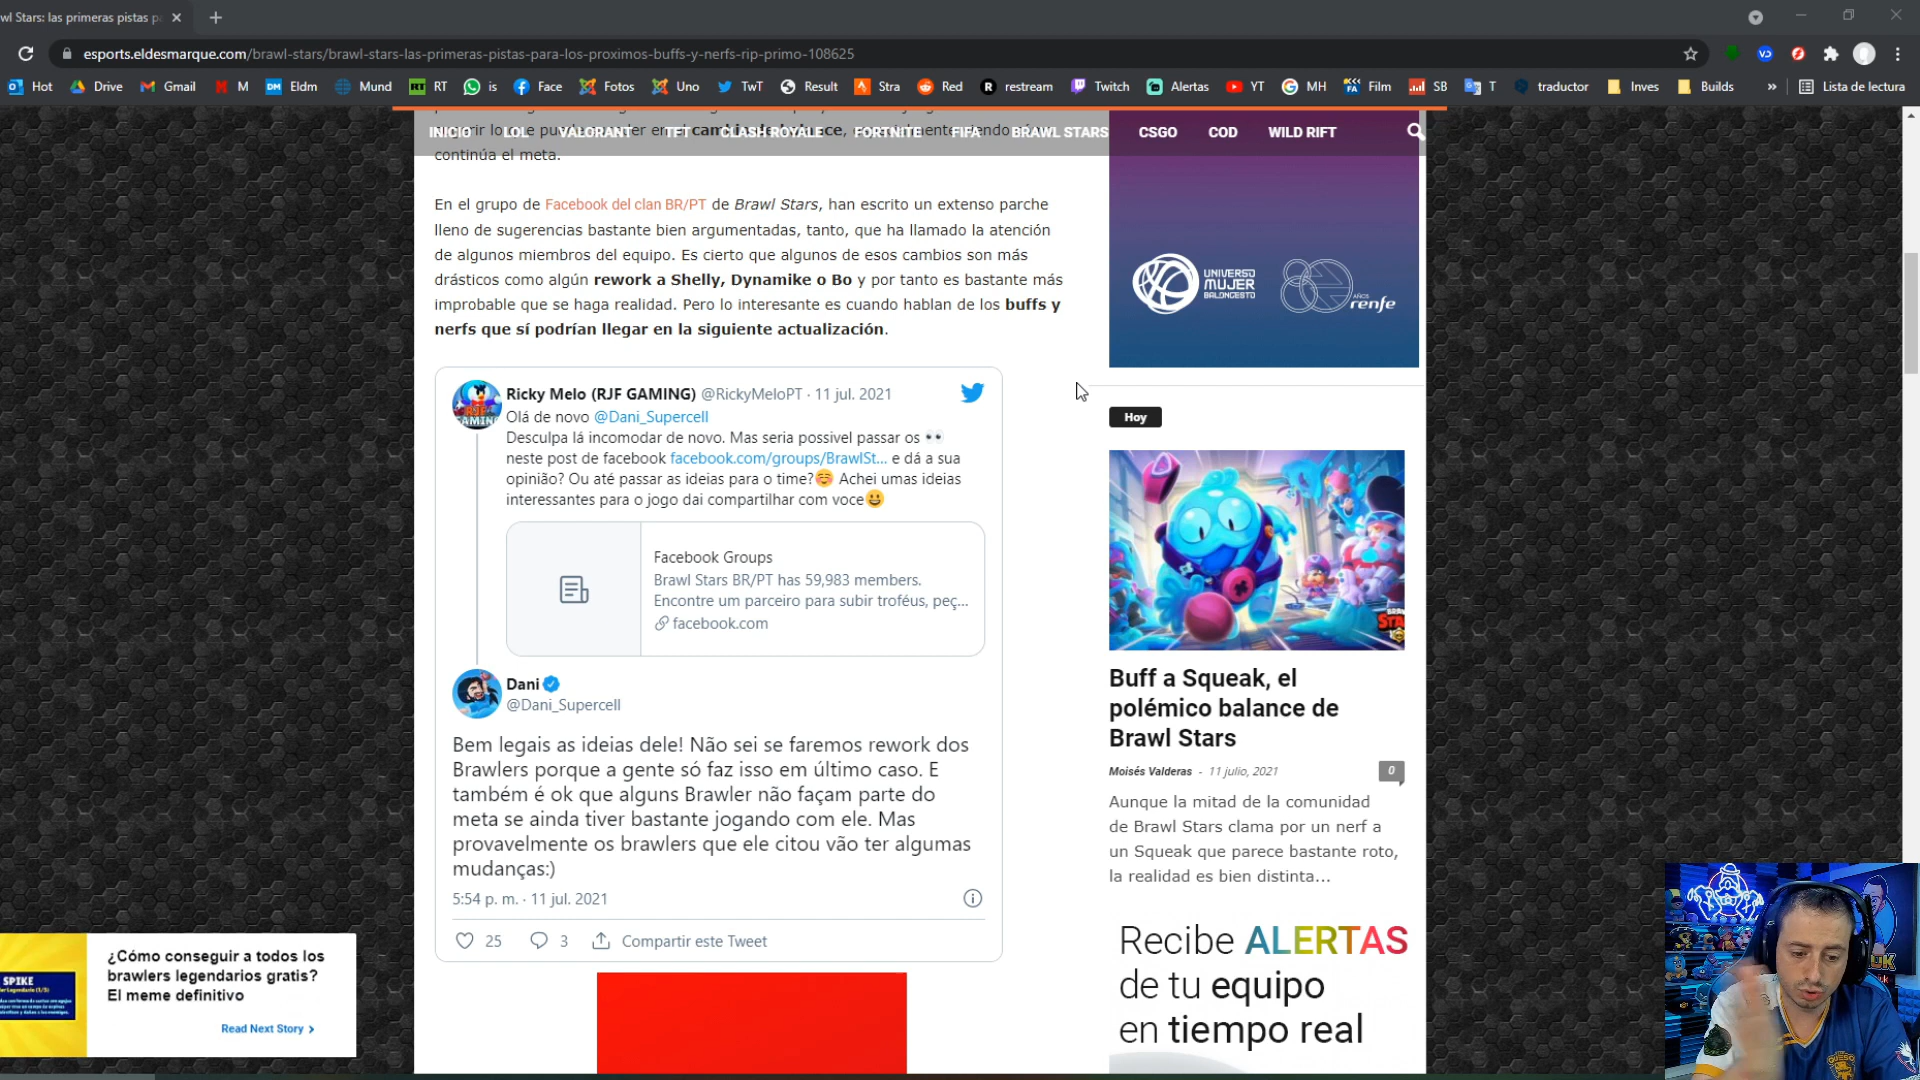 wl Stars: las primeras pistas p
esports.eldesmarque.com/brawl-stars/brawl-stars-las-primeras-pistas-para-los-proximos-buffs-y-nerfs-rip-primo-108625
Hot Drive Gmail M Eldm Mund RT is Face Fotos Uno TwT Result Stra Red restream Twitch Alertas YT MH Film SB T traductor Inves Builds » Lista de lectura
INICIO LOL VALORANT TFT CLASH ROYALE FORTNITE FIFA BRAWL STARS CSGO COD WILD RIFT
continúa el meta.
En el grupo de Facebook del clan BR/PT de Brawl Stars, han escrito un extenso parche
lleno de sugerencias bastante bien argumentadas, tanto, que ha llamado la atención
de algunos miembros del equipo. Es cierto que algunos de esos cambios son más
drásticos como algún rework a Shelly, Dynamike o Bo y por tanto es bastante más
improbable que se haga realidad. Pero lo interesante es cuando hablan de los buffs y
nerfs que sí podrían llegar en la siguiente actualización.
Ricky Melo (RJF GAMING) @RickyMeloPT · 11 jul. 2021
Olá de novo @Dani_Supercell
Desculpa lá incomodar de novo. Mas seria possivel passar os 👀
neste post de facebook facebook.com/groups/BrawlSt... e dá a sua
opinião? Ou até passar as ideias para o time?☺️ Achei umas ideias
interessantes para o jogo dai compartilhar com voce😃
Facebook Groups
Brawl Stars BR/PT has 59,983 members.
Encontre um parceiro para subir troféus, peç...
facebook.com
Dani
@Dani_Supercell
Bem legais as ideias dele! Não sei se faremos rework dos
Brawlers porque a gente só faz isso em último caso. E
também é ok que alguns Brawler não façam parte do
meta se ainda tiver bastante jogando com ele. Mas
provavelmente os brawlers que ele citou vão ter algumas
mudanças:)
5:54 p. m. · 11 jul. 2021
25 3 Compartir este Tweet
UNIVERSO
MUJER
BALONCESTO
AÑOS
renfe
Hoy
Buff a Squeak, el
polémico balance de
Brawl Stars
Moisés Valderas - 11 julio, 2021
0
Aunque la mitad de la comunidad
de Brawl Stars clama por un nerf a
un Squeak que parece bastante roto,
la realidad es bien distinta...
Recibe ALERTAS
de tu equipo
en tiempo real
SPIKE
¿Cómo conseguir a todos los
brawlers legendarios gratis?
El meme definitivo
Read Next Story